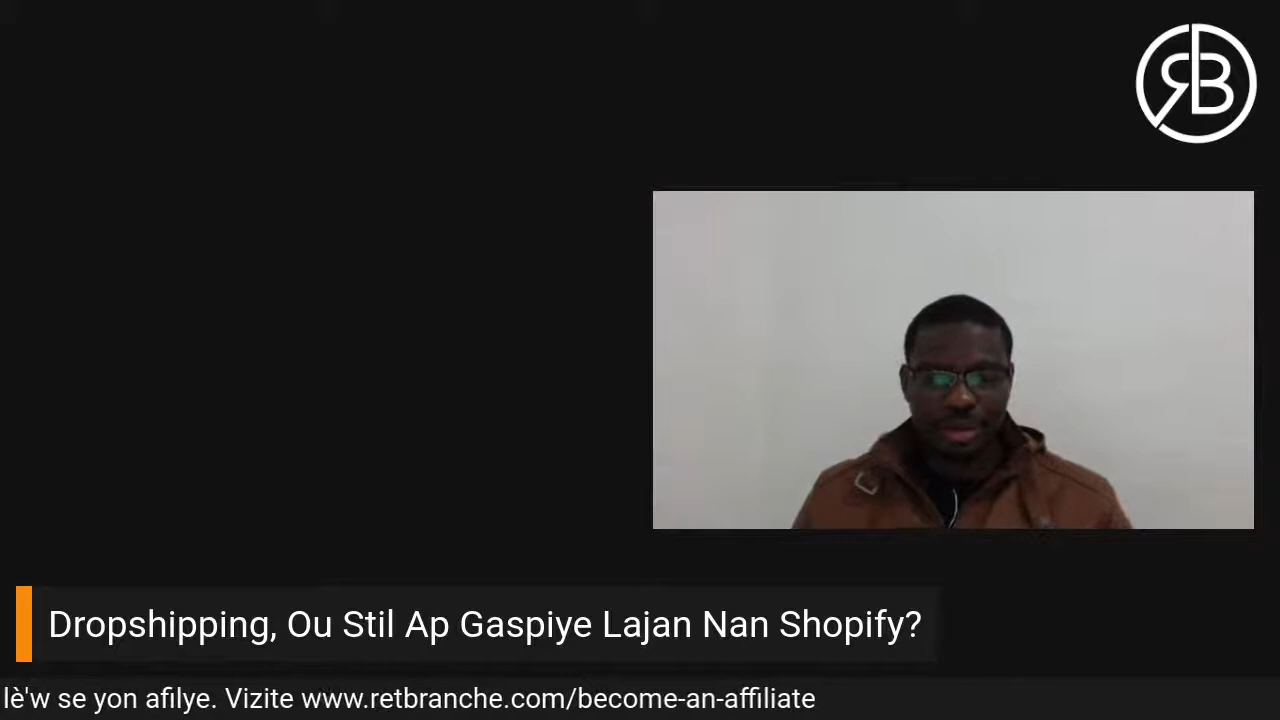 RB
Dropshipping, Ou Stil Ap Gaspiye Lajan Nan Shopify?
lè'w se yon afilye. Vizite www.retbranche.com/become-an-affiliate